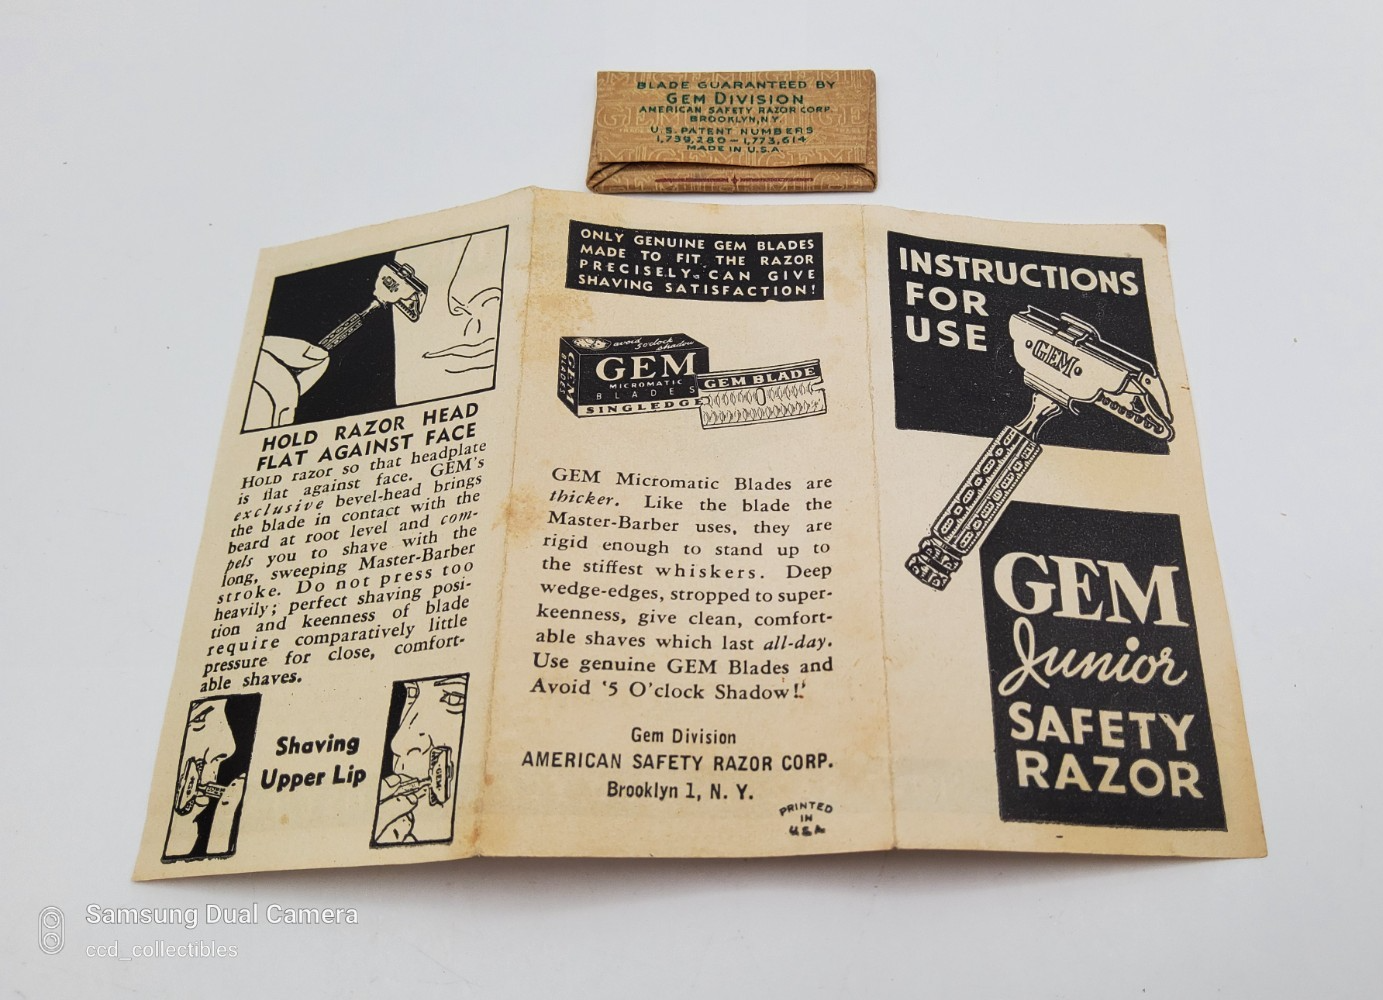 BLADE GUARANTEED BY
GEM DIVISION
AMERICAN SAFETY RAZOR CORP.
BROOKLYN, N.Y.
U.S. PATENT NUMBERS
1,739,280 – 1,773,614
MADE IN U.S.A.
HOLD RAZOR HEAD
FLAT AGAINST FACE
HOLD razor so that headplate
is flat against face. GEM's
exclusive bevel-head brings
the blade in contact with the
beard at root level and com-
pels you to shave with the
long, sweeping Master-Barber
stroke. Do not press too
heavily; perfect shaving posi-
tion and keenness of blade
require comparatively little
pressure for close, comfort-
able shaves.
Shaving
Upper Lip
GEM
ONLY GENUINE GEM BLADES
MADE TO FIT THE RAZOR
PRECISELY, CAN GIVE
SHAVING SATISFACTION!
avoid
5 o'clock
shadow
GEM
MICROMATIC
BLADES
SINGLEDGE
GEM
BLADES
GEM BLADE
GEM Micromatic Blades are
thicker. Like the blade the
Master-Barber uses, they are
rigid enough to stand up to
the stiffest whiskers. Deep
wedge-edges, stropped to super-
keenness, give clean, comfort-
able shaves which last all-day.
Use genuine GEM Blades and
Avoid '5 O'clock Shadow!'
Gem Division
AMERICAN SAFETY RAZOR CORP.
Brooklyn 1, N. Y.
PRINTED
IN
U.S.A.
INSTRUCTIONS
FOR
USE
GEM
GEM
Junior
SAFETY
RAZOR
Samsung Dual Camera
ccd_collectibles